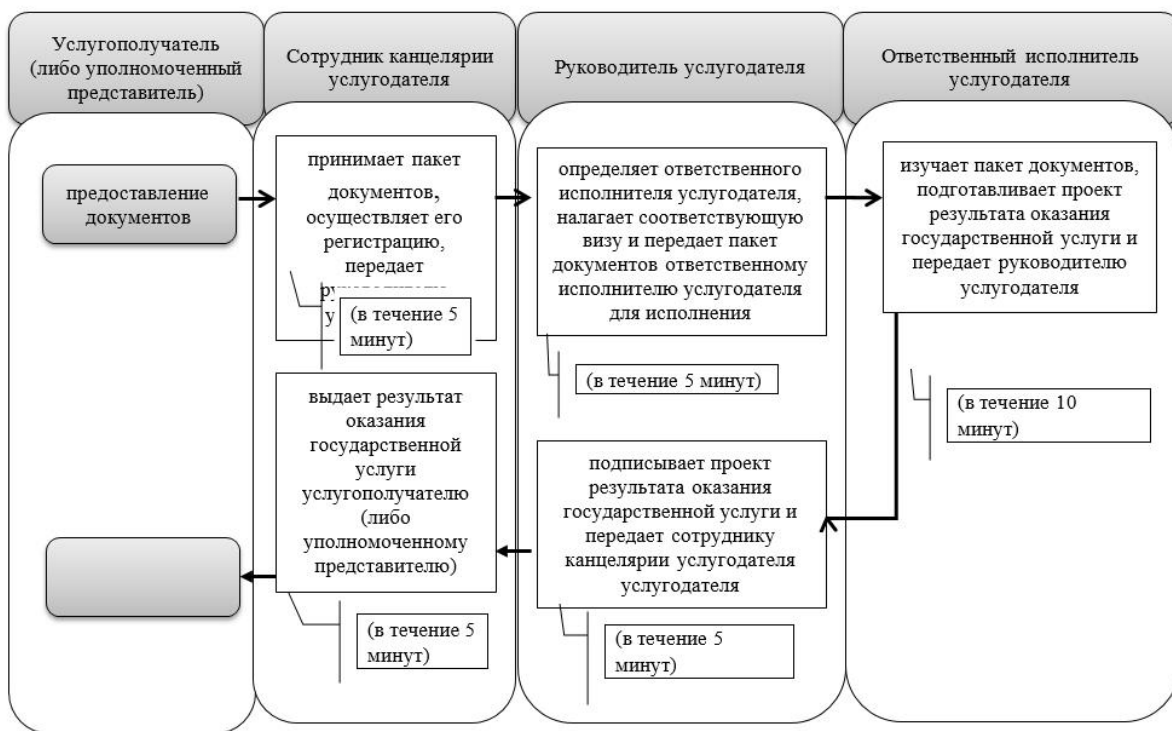 Услугополучатель
(либо уполномоченный
представитель)
Сотрудник канцелярии
услугодателя
Руководитель услугодателя
Ответственный исполнитель
услугодателя
предоставление
документов
принимает пакет
документов,
осуществляет его
регистрацию,
передает
(в течение 5
минут)
определяет ответственного
исполнителя услугодателя,
налагает соответствующую
визу и передает пакет
документов ответственному
исполнителю услугодателя
для исполнения
(в течение 5 минут)
изучает пакет документов,
подготавливает проект
результата оказания
государственной услуги и
передает руководителю
услугодателя
(в течение 10
минут)
подписывает проект
результата оказания
государственной услуги и
передает сотруднику
канцелярии услугодателя
услугодателя
(в течение 5
минут)
выдает результат
оказания
государственной
услуги
услугополучателю
(либо
уполномоченному
представителю)
(в течение 5
минут)